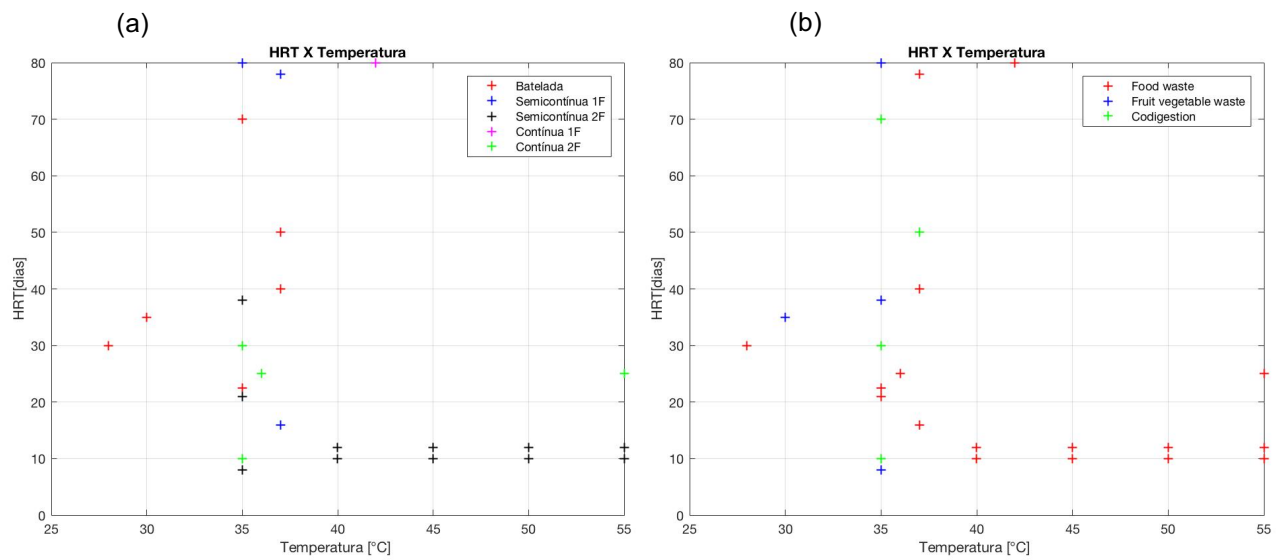 (a)
HRT X Temperatura
80
70
60
50
40
30
20
10
0
HRT[dias]
Batelada
Semicontínua 1F
Semicontínua 2F
Contínua 1F
Contínua 2F
25 30 35 40 45 50 55
Temperatura [°C]
(b)
HRT X Temperatura
80
70
60
50
40
30
20
10
0
HRT[dias]
Food waste
Fruit vegetable waste
Codigestion
25 30 35 40 45 50 55
Temperatura [°C]